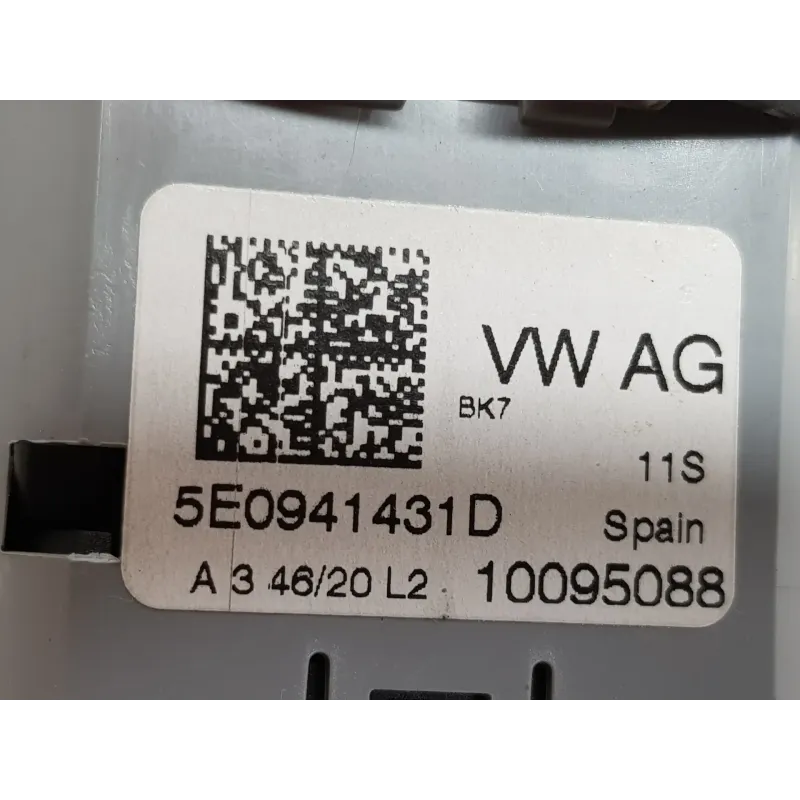 VW AG
BK7
11S
5E0941431D
Spain
A 3 46/20 L2
10095088